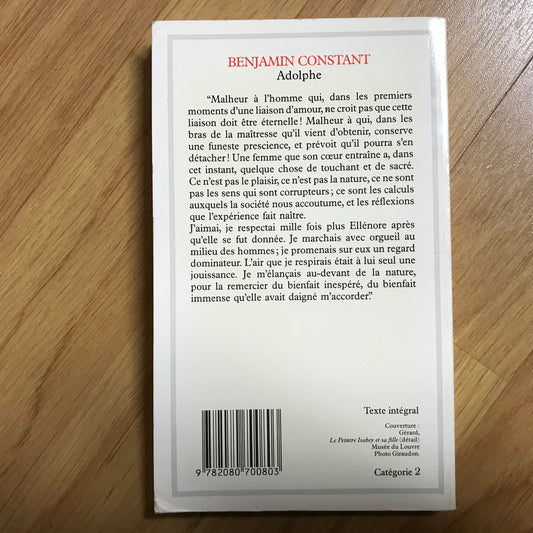 BENJAMIN CONSTANT
Adolphe
“Malheur à l’homme qui, dans les premiers
moments d’une liaison d’amour, ne croit pas que cette
liaison doit être éternelle ! Malheur à qui, dans les
bras de la maîtresse qu’il vient d’obtenir, conserve
une funeste prescience, et prévoit qu’il pourra s’en
détacher ! Une femme que son cœur entraîne a, dans
cet instant, quelque chose de touchant et de sacré.
Ce n’est pas le plaisir, ce n’est pas la nature, ce ne sont
pas les sens qui sont corrupteurs ; ce sont les calculs
auxquels la société nous accoutume, et les réflexions
que l’expérience fait naître.
J’aimai, je respectai mille fois plus Ellénore après
qu’elle se fut donnée. Je marchais avec orgueil au
milieu des hommes ; je promenais sur eux un regard
dominateur. L’air que je respirais était à lui seul une
jouissance. Je m’élançais au-devant de la nature,
pour la remercier du bienfait inespéré, du bienfait
immense qu’elle avait daigné m’accorder.”
Texte intégral
Couverture :
Gérard,
Le Peintre Isabey et sa fille (détail)
Musée du Louvre
Photo Giraudon.
9 782080 700803
Catégorie 2